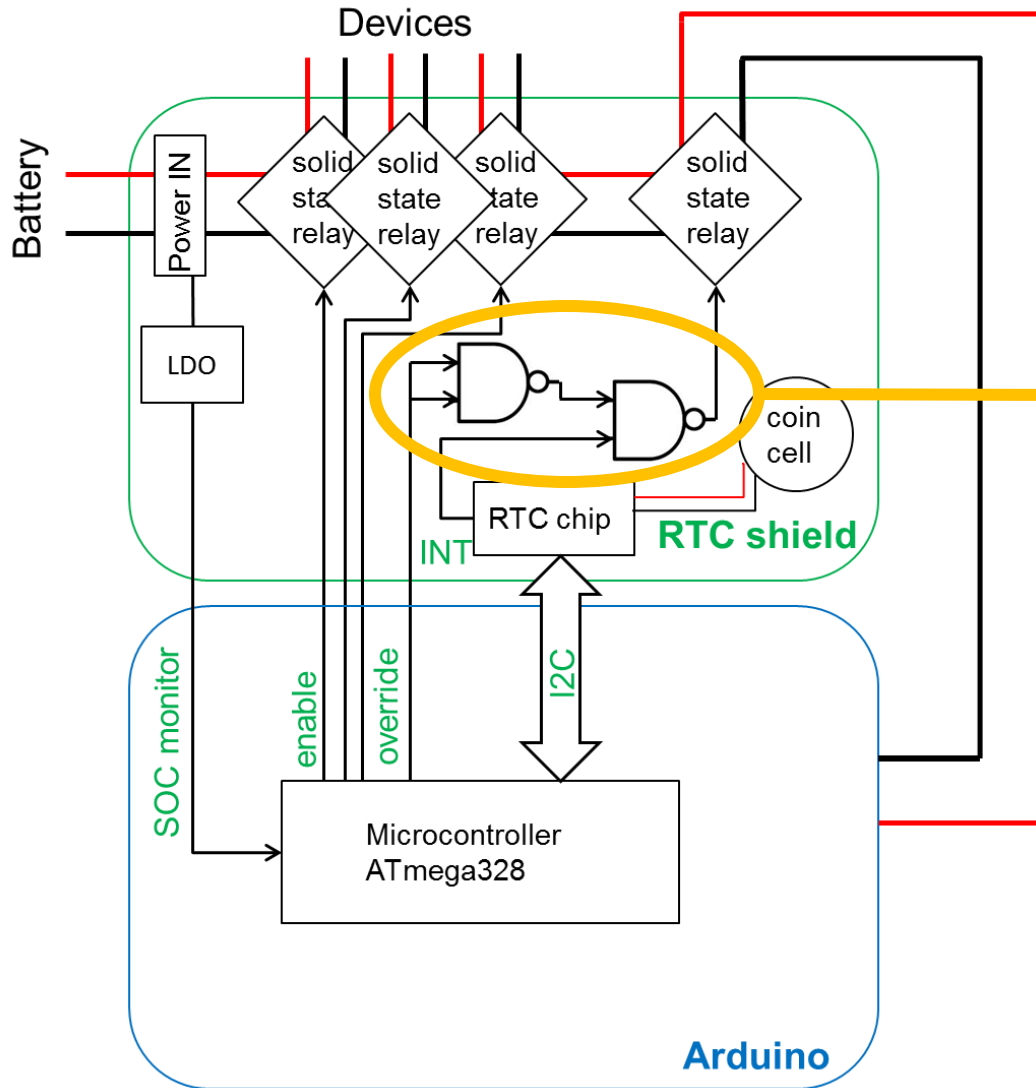 Devices
Battery
Power IN
solid
state
relay
solid
state
relay
solid
state
relay
solid
state
relay
LDO
coin
cell
RTC chip
INT
RTC shield
SOC monitor
enable
override
I2C
Microcontroller
ATmega328
Arduino